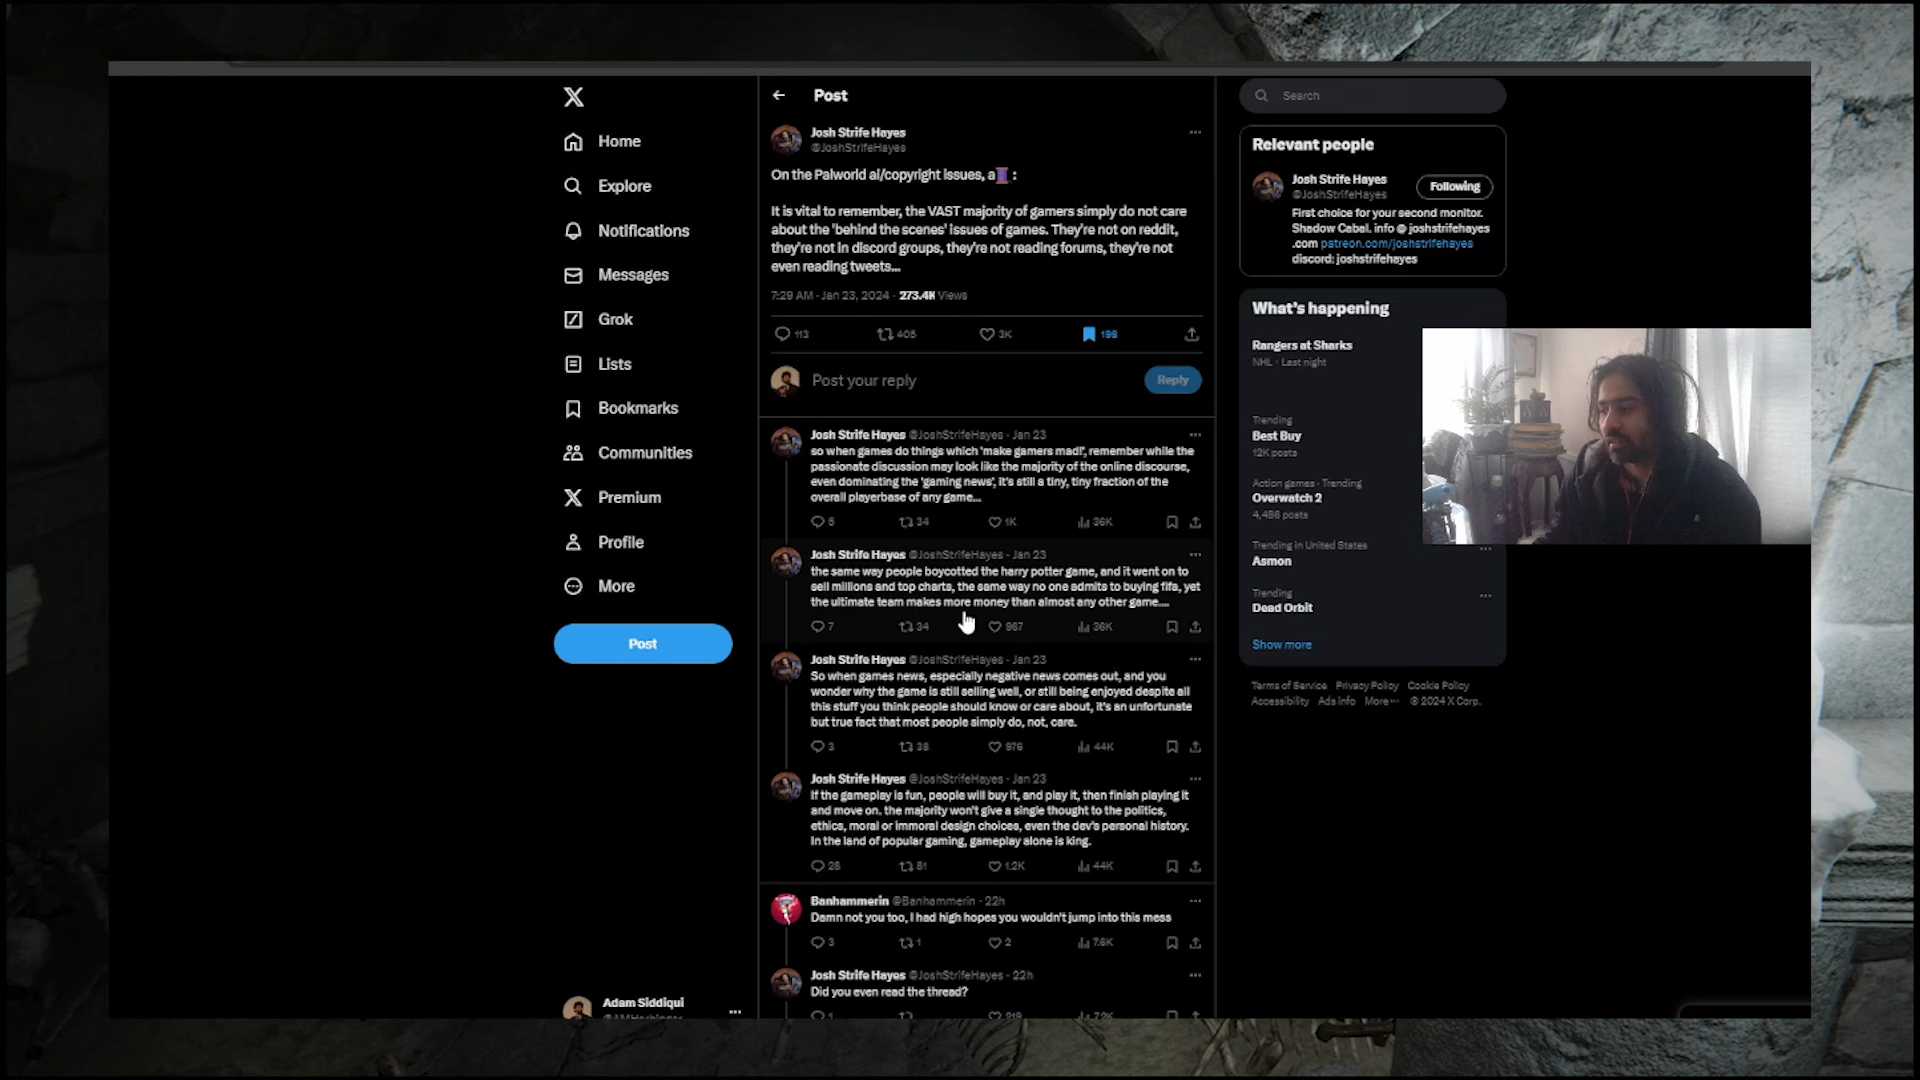 Home
Explore
Notifications
Messages
Grok
Lists
Bookmarks
Communities
Premium
Profile
More
Post
Adam Siddiqui
Post
Josh Strife Hayes
@JoshStrifeHayes
On the Palworld ai/copyright issues, a🧵:
It is vital to remember, the VAST majority of gamers simply do not care
about the 'behind the scenes' issues of games. They're not on reddit,
they're not in discord groups, they're not reading forums, they're not
even reading tweets...
7:29 AM · Jan 23, 2024 · 273.4K Views
113 405 3K 196
Post your reply
Reply
Josh Strife Hayes @JoshStrifeHayes · Jan 23
so when games do things which 'make gamers mad!', remember while the
passionate discussion may look like the majority of the online discourse,
even dominating the 'gaming news', it's still a tiny, tiny fraction of the
overall playerbase of any game...
5 34 1K 36K
Josh Strife Hayes @JoshStrifeHayes · Jan 23
the same way people boycotted the harry potter game, and it went on to
sell millions and top charts, the same way no one admits to buying fifa, yet
the ultimate team makes more money than almost any other game....
7 34 967 36K
Josh Strife Hayes @JoshStrifeHayes · Jan 23
So when games news, especially negative news comes out, and you
wonder why the game is still selling well, or still being enjoyed despite all
this stuff you think people should know or care about, it's an unfortunate
but true fact that most people simply do, not, care.
3 38 976 44K
Josh Strife Hayes @JoshStrifeHayes · Jan 23
If the gameplay is fun, people will buy it, and play it, then finish playing it
and move on. the majority won't give a single thought to the politics,
ethics, moral or immoral design choices, even the dev's personal history.
In the land of popular gaming, gameplay alone is king.
28 81 1.2K 44K
Banhammerin @Banhammerin · 22h
Damn not you too, I had high hopes you wouldn't jump into this mess
3 1 2 7.6K
Josh Strife Hayes @JoshStrifeHayes · 22h
Did you even read the thread?
Search
Relevant people
Josh Strife Hayes
@JoshStrifeHayes
Following
First choice for your second monitor.
Shadow Cabal. info @ joshstrifehayes
.com patreon.com/joshstrifehayes
discord: joshstrifehayes
What's happening
Rangers at Sharks
NHL · Last night
Trending
Best Buy
12K posts
Action games · Trending
Overwatch 2
4,486 posts
Trending in United States
Asmon
Trending
Dead Orbit
Show more
Terms of Service Privacy Policy Cookie Policy
Accessibility Ads info More ··· © 2024 X Corp.